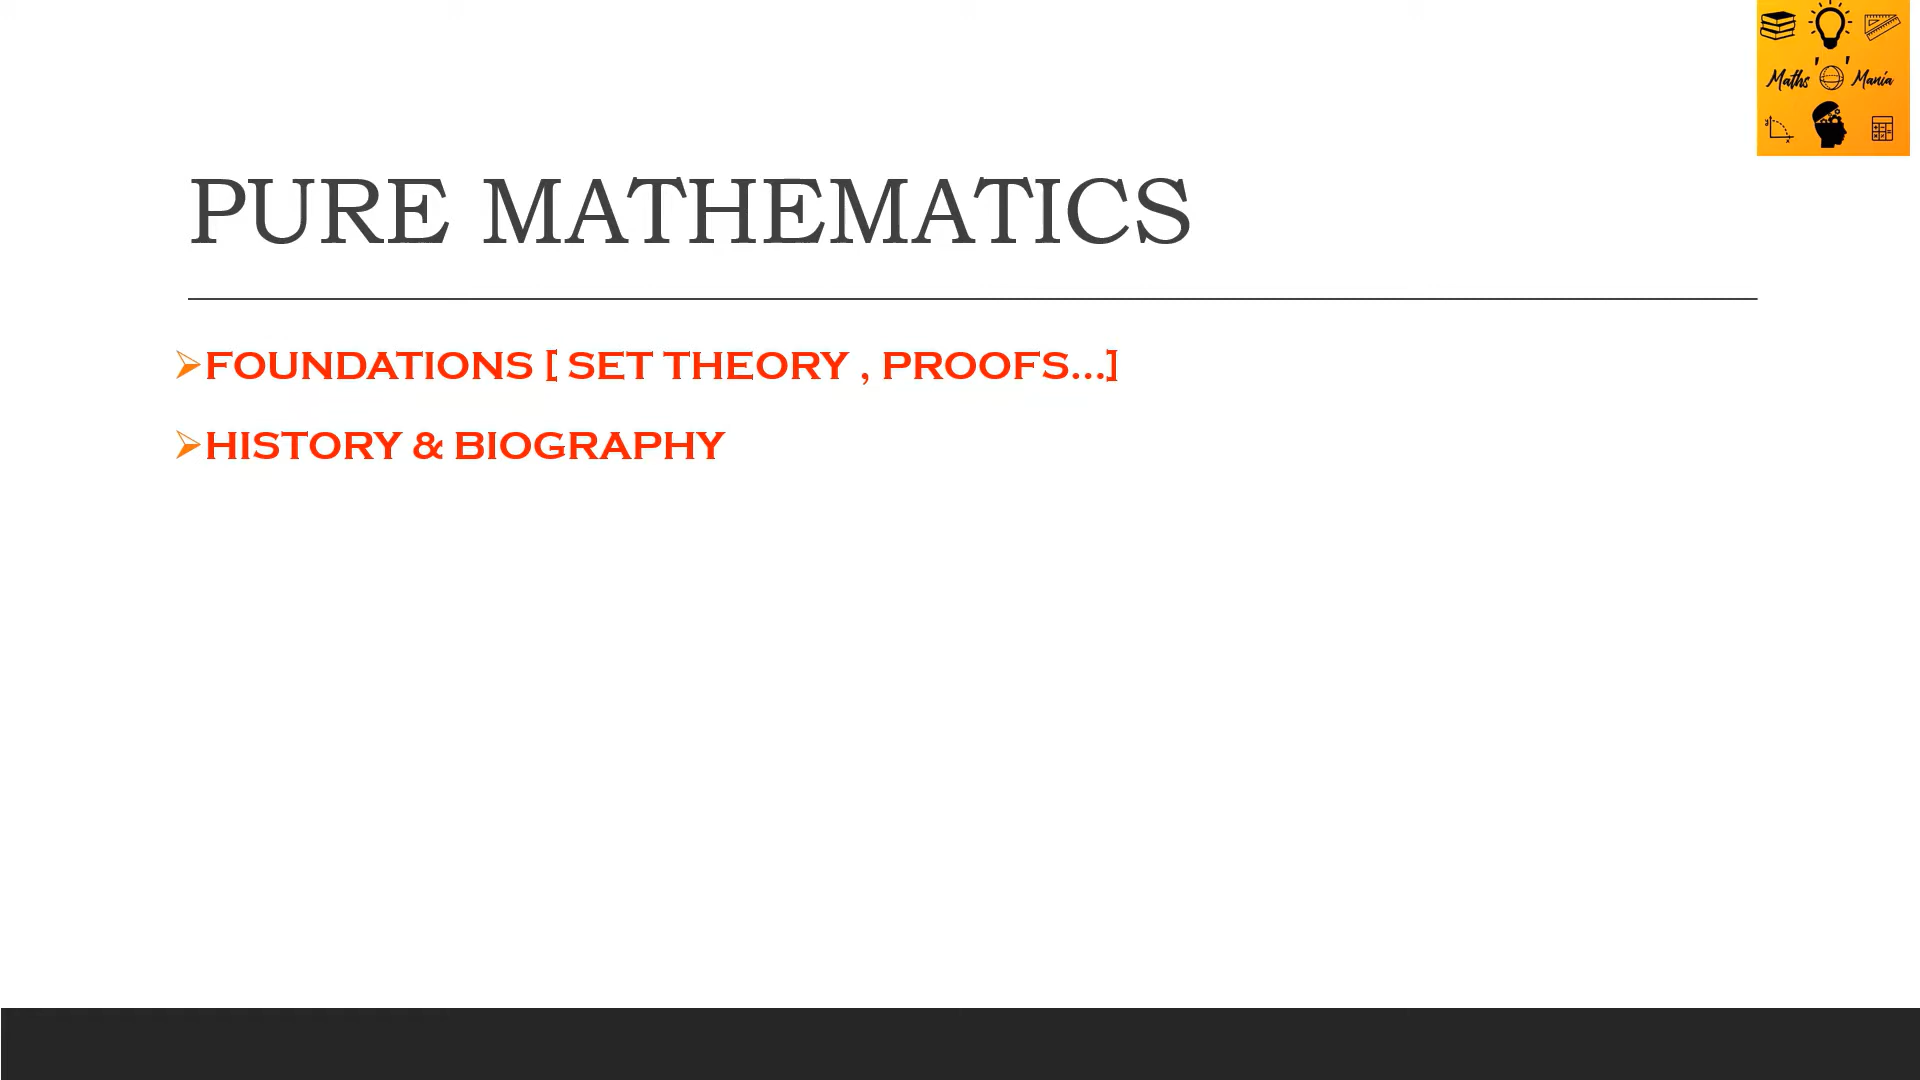 Maths Mania
PURE MATHEMATICS
➢FOUNDATIONS [ SET THEORY , PROOFS...]
➢HISTORY & BIOGRAPHY